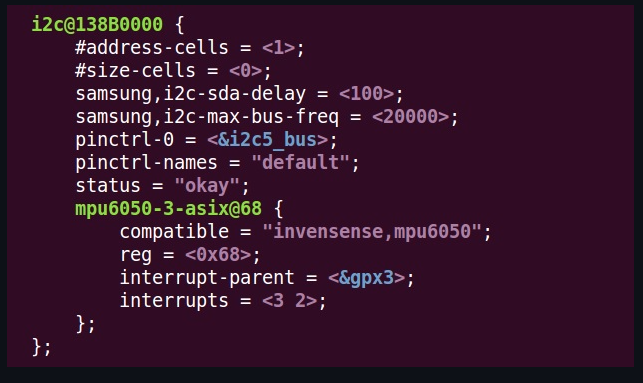 i2c@138B0000 {
#address-cells = <1>;
#size-cells = <0>;
samsung,i2c-sda-delay = <100>;
samsung,i2c-max-bus-freq = <20000>;
pinctrl-0 = <&i2c5_bus>;
pinctrl-names = "default";
status = "okay";
mpu6050-3-asix@68 {
compatible = "invensense,mpu6050";
reg = <0x68>;
interrupt-parent = <&gpx3>;
interrupts = <3 2>;
};
};